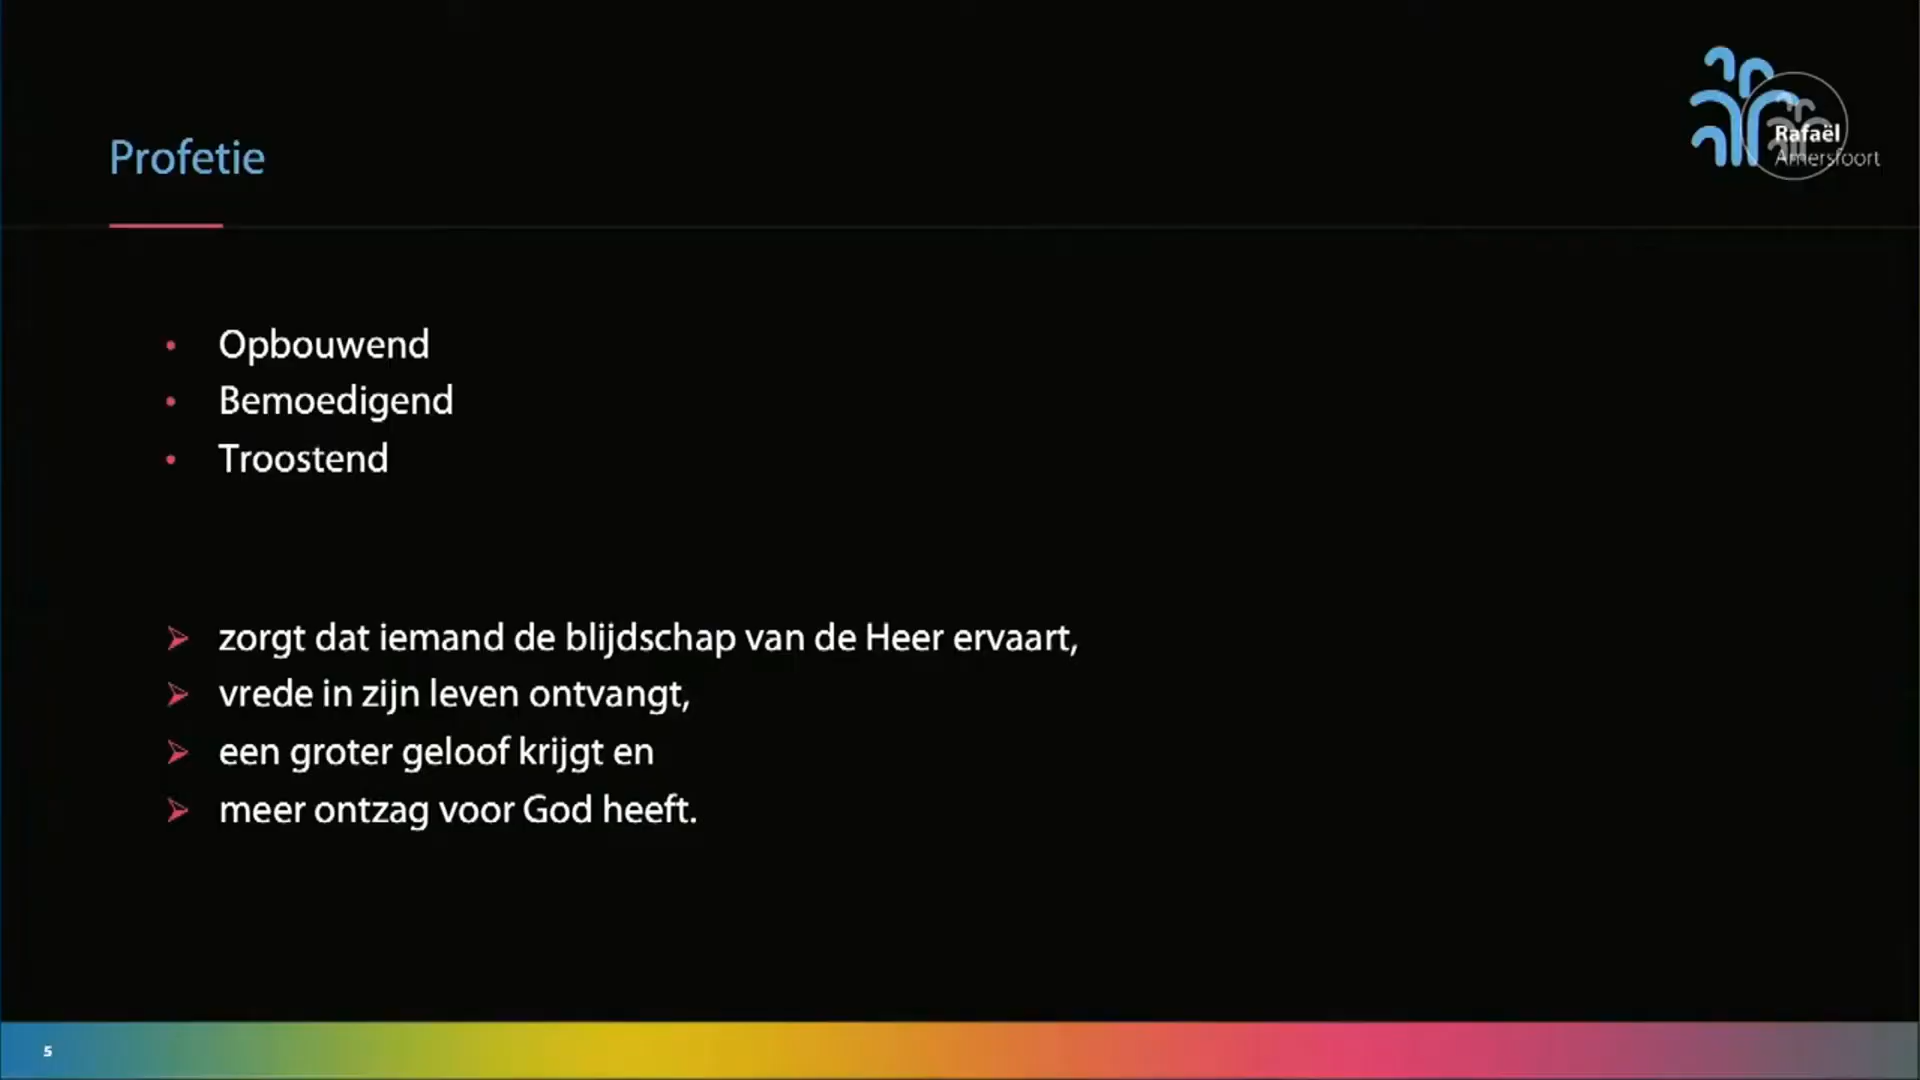 Rafaël
Amersfoort
Profetie
• Opbouwend
• Bemoedigend
• Troostend
➢ zorgt dat iemand de blijdschap van de Heer ervaart,
➢ vrede in zijn leven ontvangt,
➢ een groter geloof krijgt en
➢ meer ontzag voor God heeft.
5